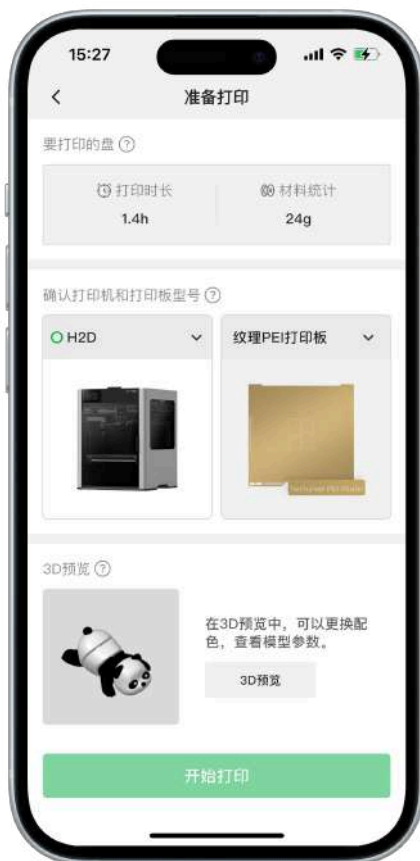 15:27
准备打印
要打印的盘
打印时长
材料统计
1.4h
24g
确认打印机和打印板型号
H2D
纹理PEI打印板
3D预览
在3D预览中，可以更换配
色，查看模型参数。
3D预览
开始打印